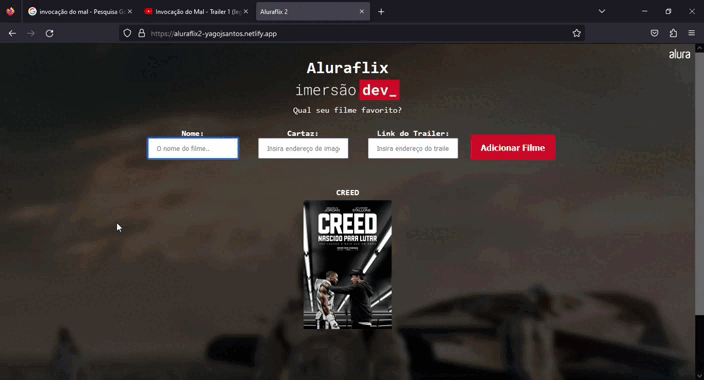 invocação do mal - Pesquisa Go
Invocação do Mal - Trailer 1 (leg
Aluraflix 2
https://aluraflix2-yagojsantos.netlify.app
alura
Aluraflix
imersão dev_
Qual seu filme favorito?
Nome:
Cartaz:
Link do Trailer:
O nome do filme..
Insira endereço de imag
Insira endereço do traile
Adicionar Filme
CREED
CREED
NASCIDO PARA LUTAR